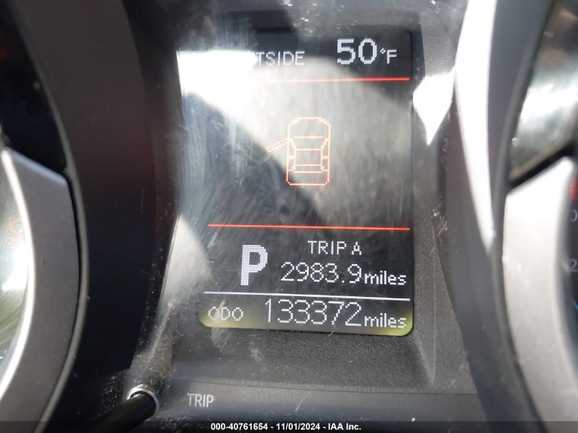 TSIDE 50°F
TRIP A
P 2983.9 miles
ODO 133372 miles
TRIP
000-40761654 - 11/01/2024 - IAA Inc.